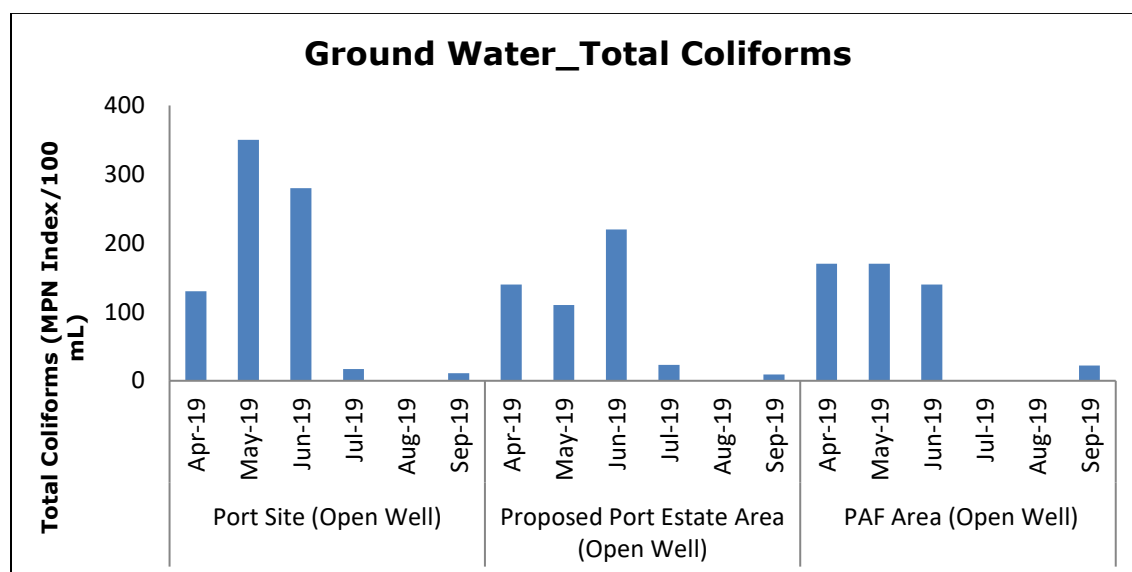 Ground Water_Total Coliforms
Total Coliforms (MPN Index/100
mL)
400
300
200
100
0
Apr-19
May-19
Jun-19
Jul-19
Aug-19
Sep-19
Apr-19
May-19
Jun-19
Jul-19
Aug-19
Sep-19
Apr-19
May-19
Jun-19
Jul-19
Aug-19
Sep-19
Port Site (Open Well)
Proposed Port Estate Area
(Open Well)
PAF Area (Open Well)